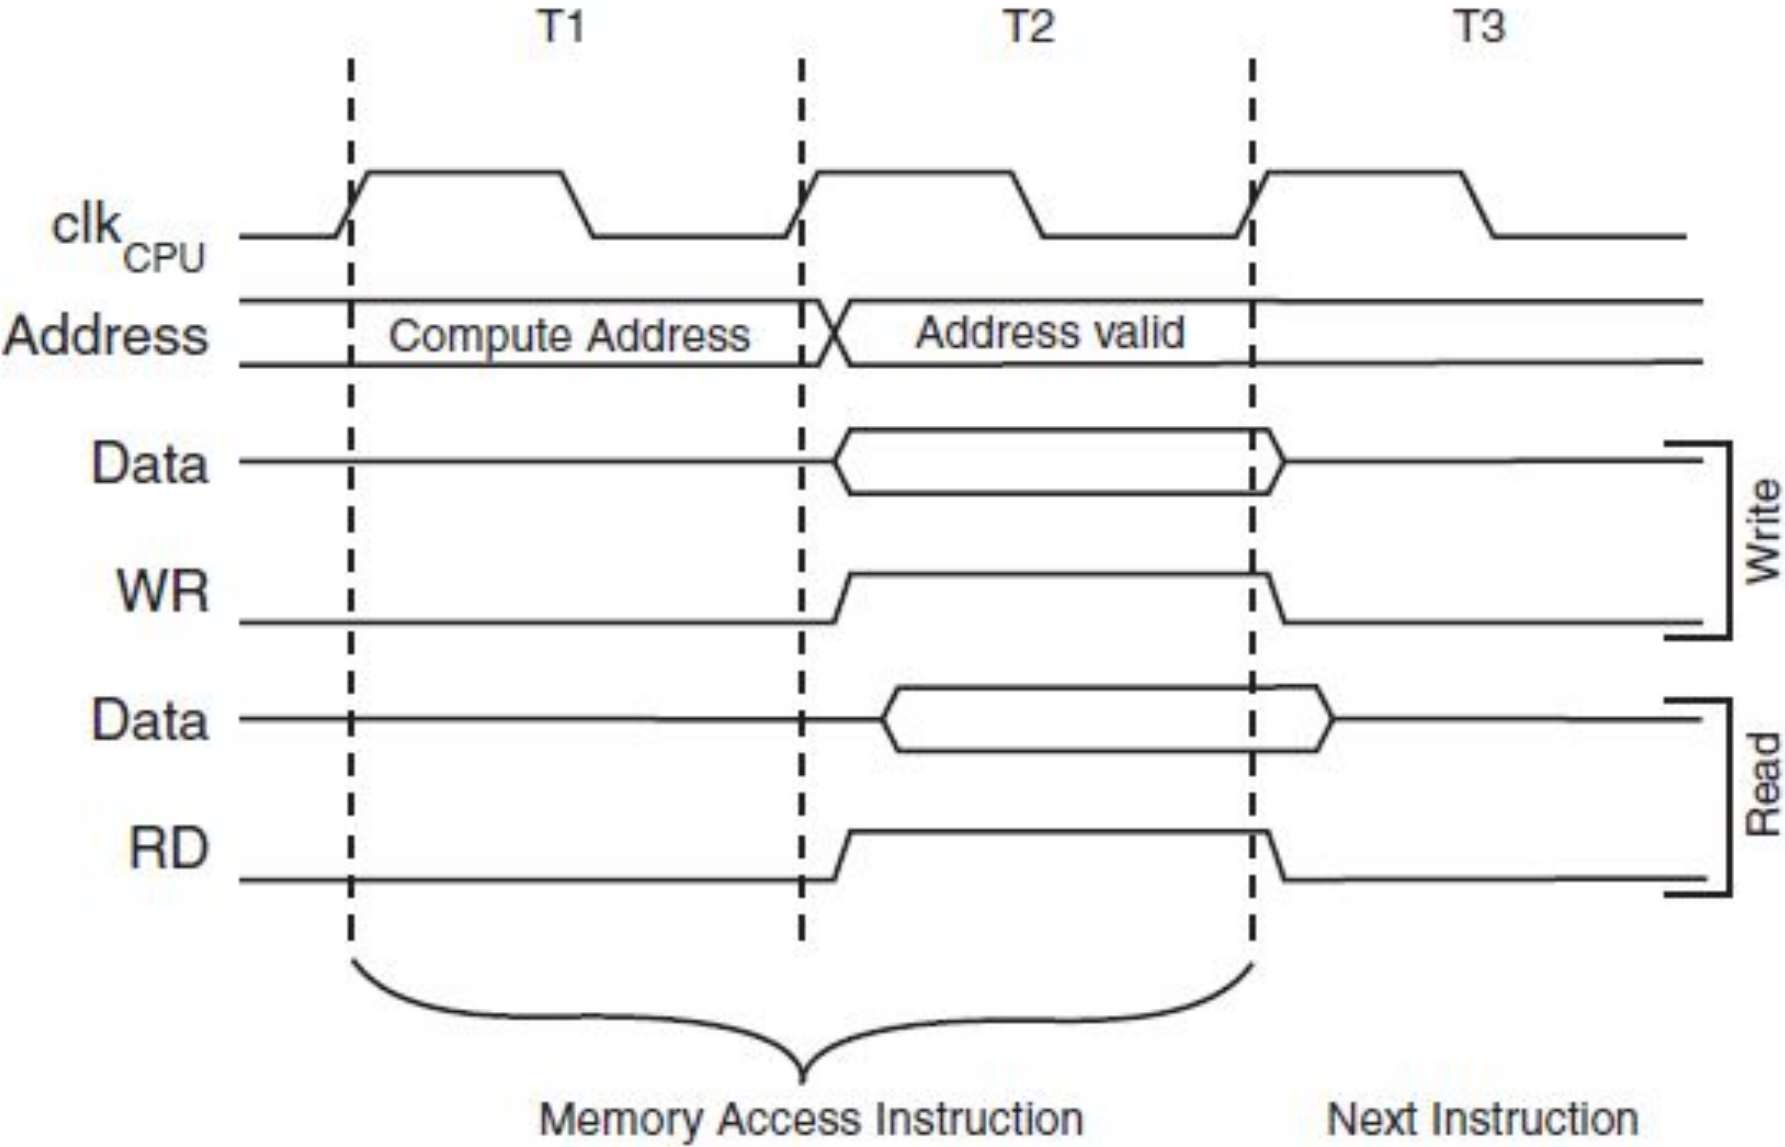 T1 T2 T3
clkCPU
Address Compute Address Address valid
Data
WR
Write
Data
RD
Read
Memory Access Instruction Next Instruction